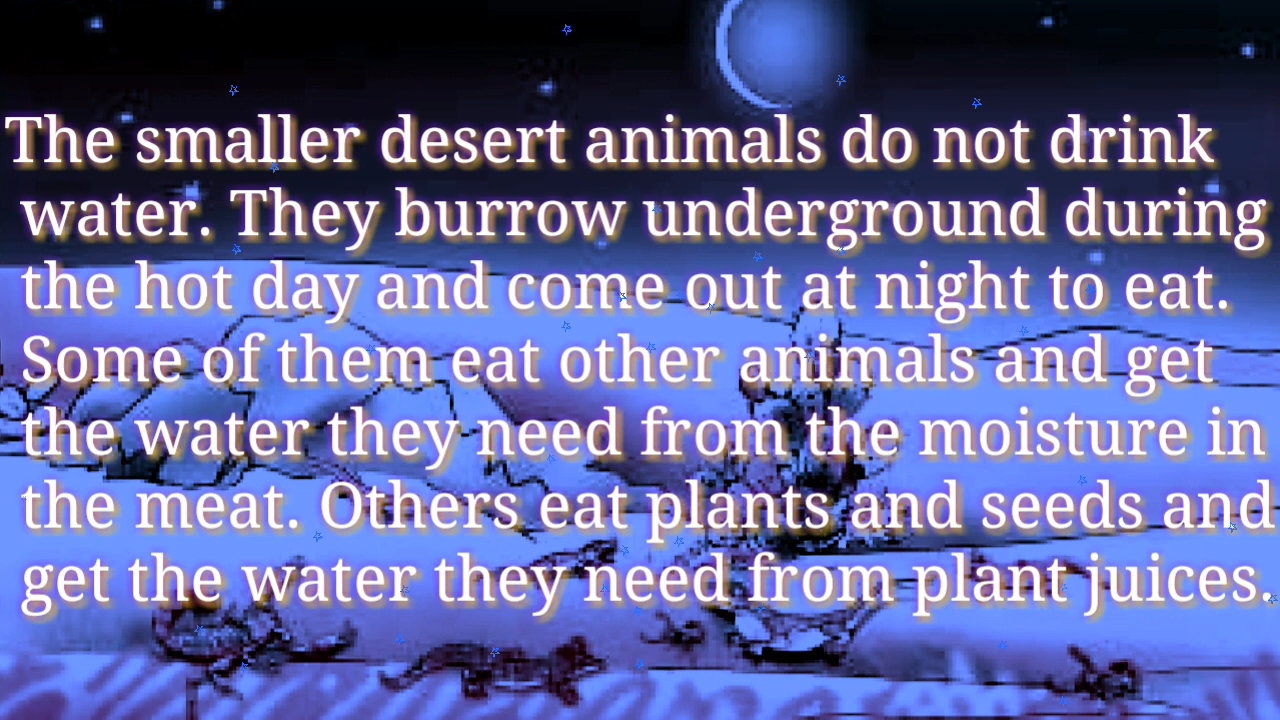 The smaller desert animals do not drink
water. They burrow underground during
the hot day and come out at night to eat.
Some of them eat other animals and get
the water they need from the moisture in
the meat. Others eat plants and seeds and
get the water they need from plant juices.